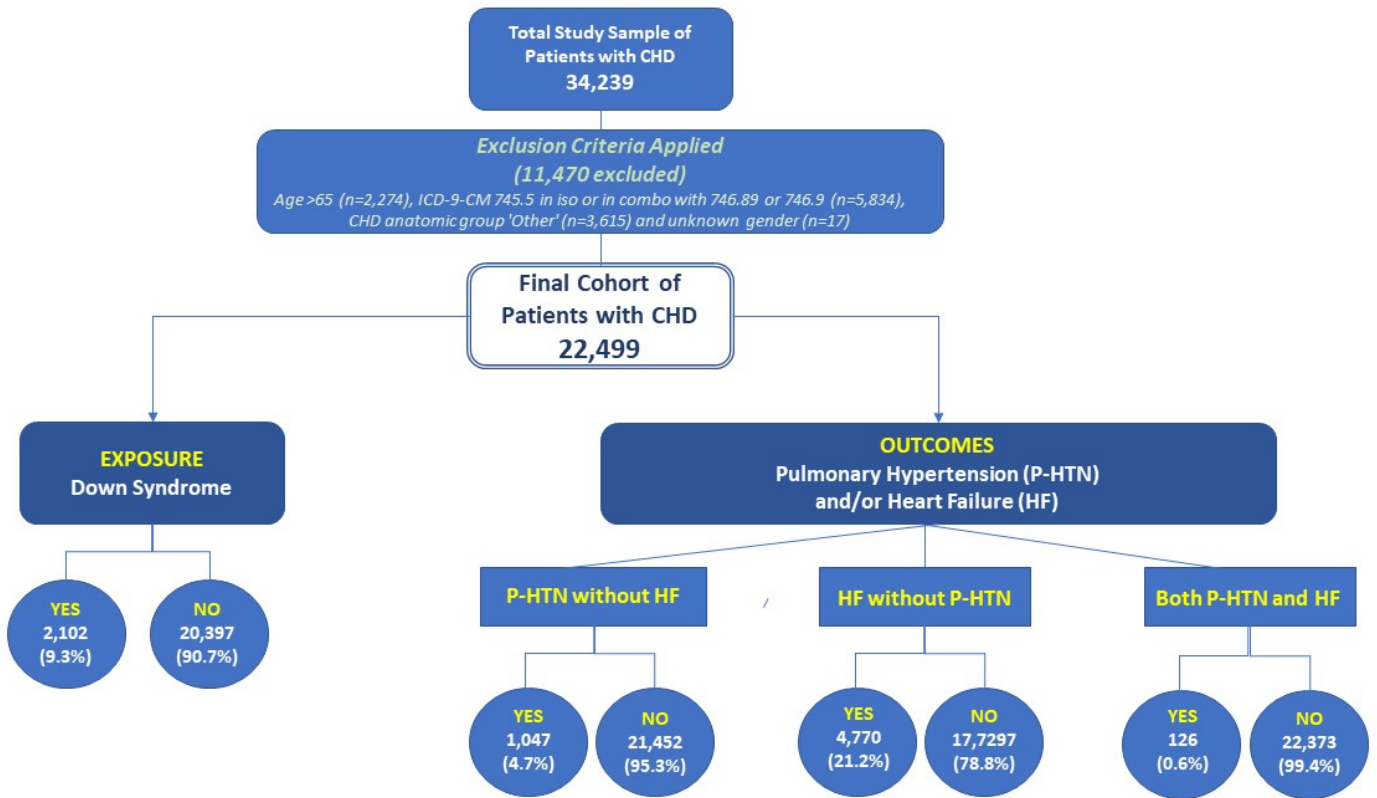 Total Study Sample of
Patients with CHD
34,239
Exclusion Criteria Applied
(11,470 excluded)
Age >65 (n=2,274), ICD-9-CM 745.5 in iso or in combo with 746.89 or 746.9 (n=5,834),
CHD anatomic group 'Other' (n=3,615) and unknown gender (n=17)
Final Cohort of
Patients with CHD
22,499
EXPOSURE
Down Syndrome
YES
2,102
(9.3%)
NO
20,397
(90.7%)
OUTCOMES
Pulmonary Hypertension (P-HTN)
and/or Heart Failure (HF)
P-HTN without HF
YES
1,047
(4.7%)
NO
21,452
(95.3%)
/
HF without P-HTN
YES
4,770
(21.2%)
NO
17,7297
(78.8%)
Both P-HTN and HF
YES
126
(0.6%)
NO
22,373
(99.4%)